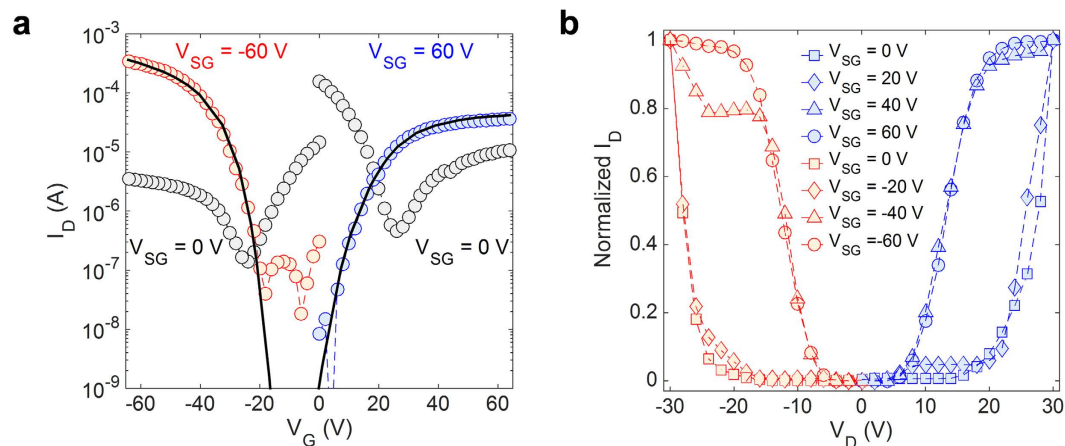 a
V_SG = -60 V
V_SG = 60 V
V_SG = 0 V
V_SG = 0 V
10^-3
10^-4
10^-5
10^-6
10^-7
10^-8
10^-9
I_D (A)
-60 -40 -20 0 20 40 60
V_G (V)
b
V_SG = 0 V
V_SG = 20 V
V_SG = 40 V
V_SG = 60 V
V_SG = 0 V
V_SG = -20 V
V_SG = -40 V
V_SG = -60 V
1
0.8
0.6
0.4
0.2
0
Normalized I_D
-30 -20 -10 0 10 20 30
V_D (V)